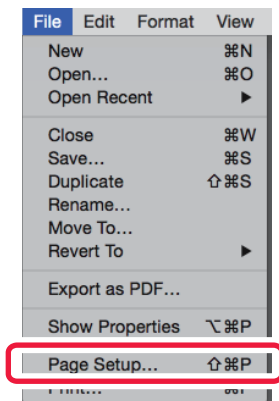 File Edit Format View
New ⌘N
Open... ⌘O
Open Recent ▶
Close ⌘W
Save... ⌘S
Duplicate ⇧⌘S
Rename...
Move To...
Revert To ▶
Export as PDF...
Show Properties ⌥⌘P
Page Setup... ⇧⌘P